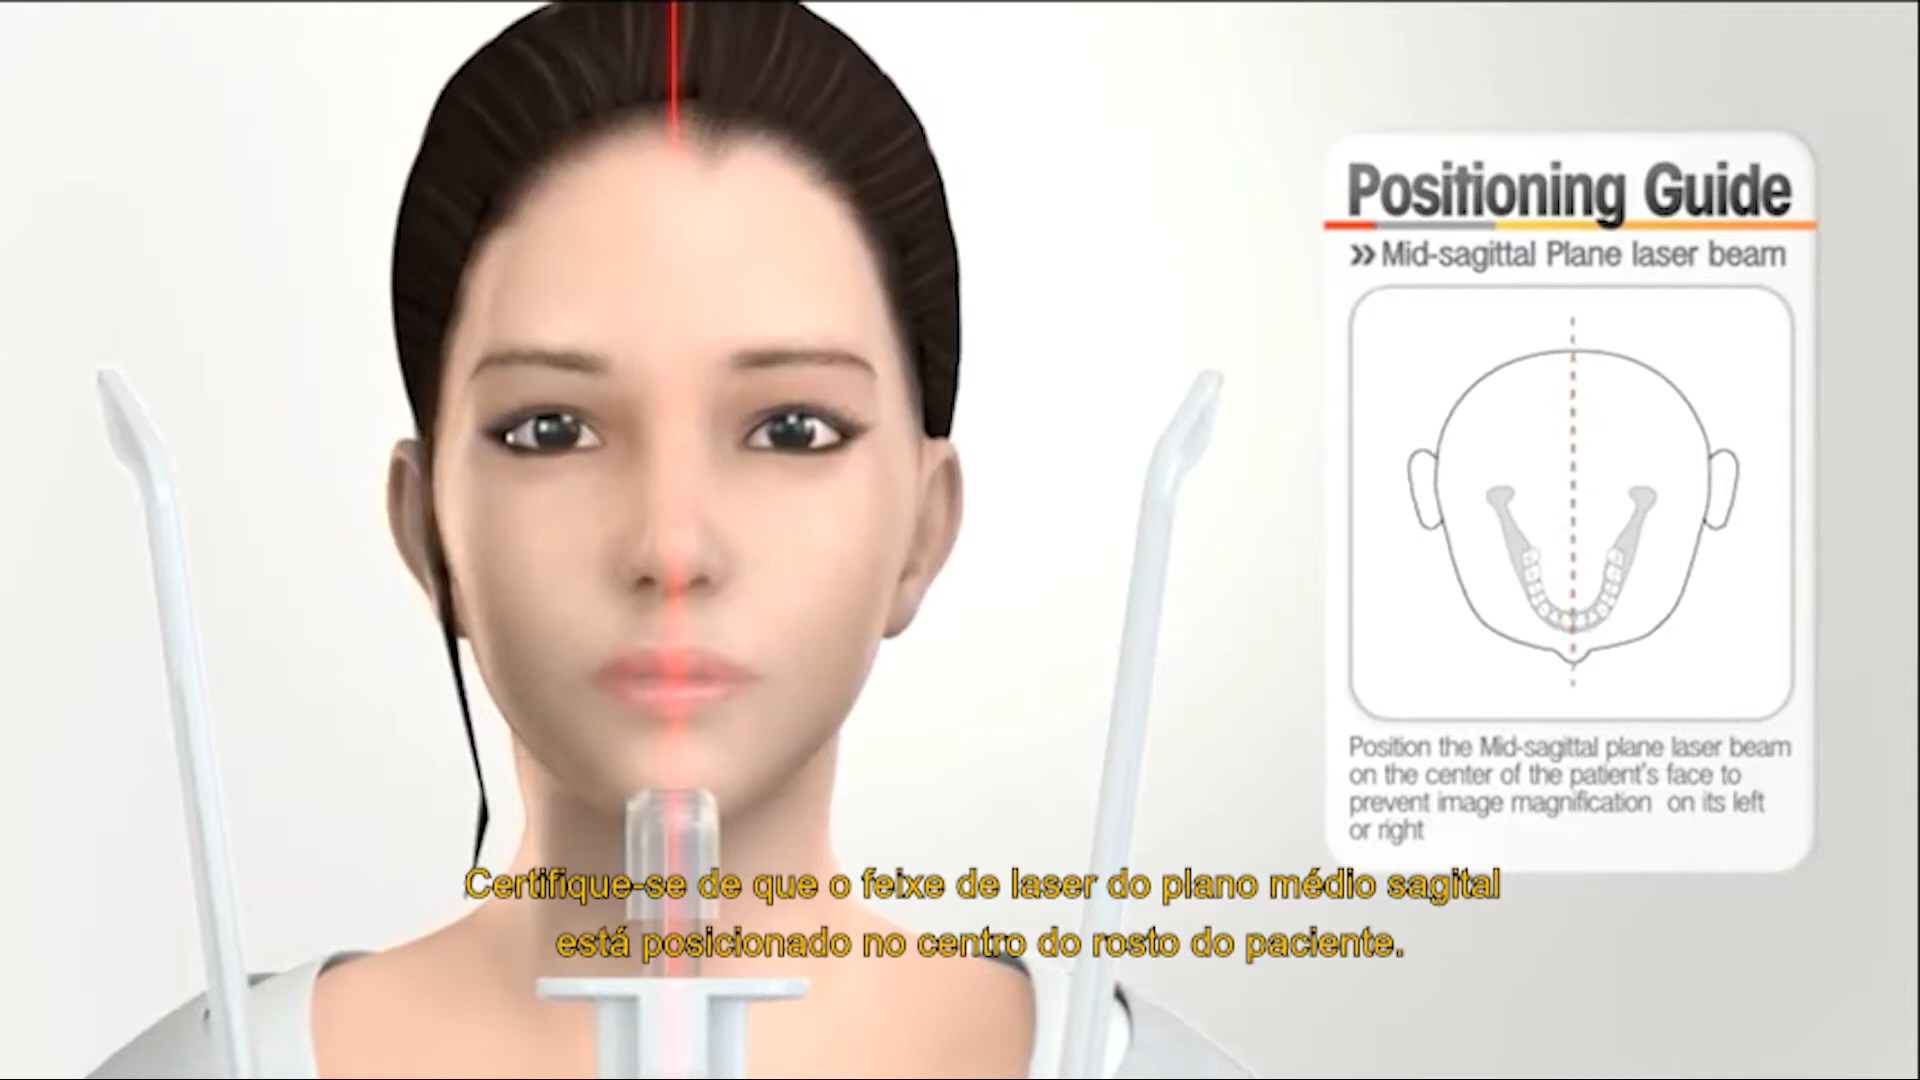 Positioning Guide
» Mid-sagittal Plane laser beam
Position the Mid-sagittal plane laser beam
on the center of the patient's face to
prevent image magnification on its left
or right
Certifique-se de que o feixe de laser do plano médio sagital
está posicionado no centro do rosto do paciente.